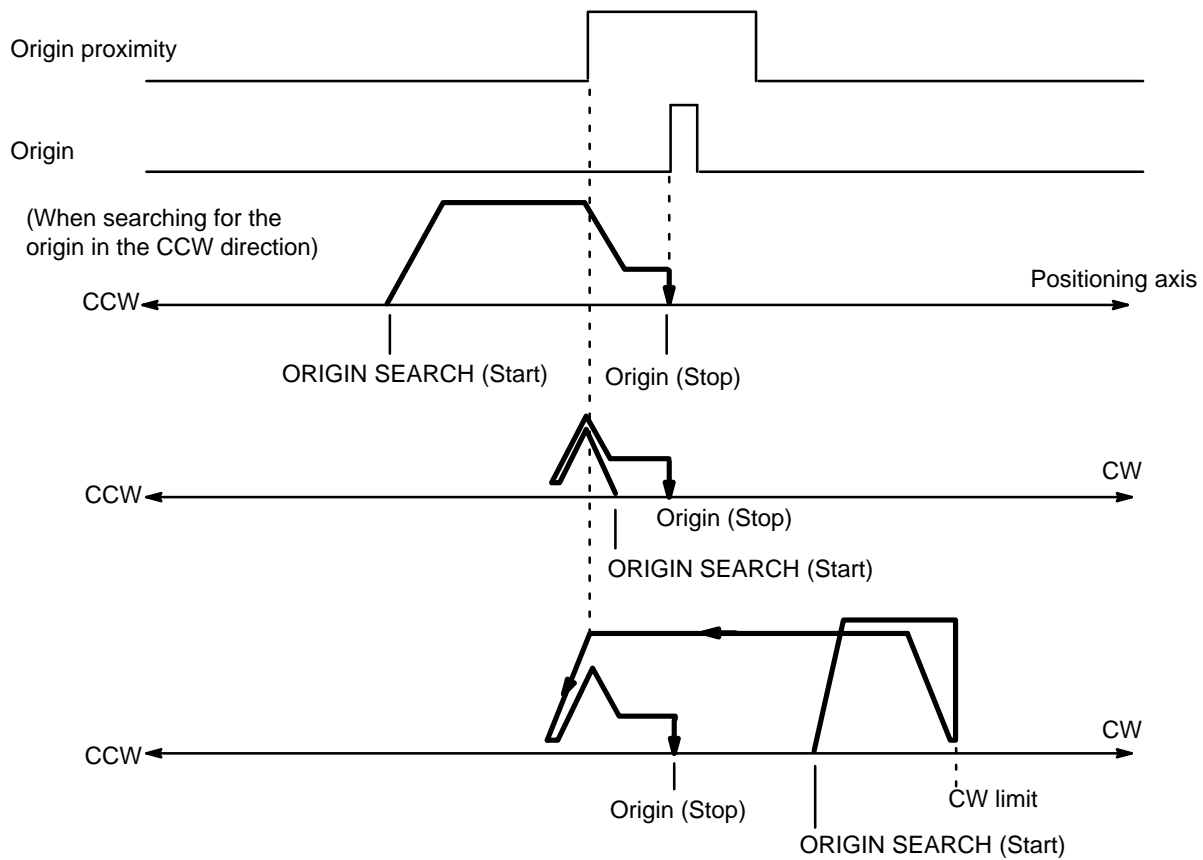 Origin proximity
Origin
(When searching for the
origin in the CCW direction)
Positioning axis
CCW
ORIGIN SEARCH (Start)
Origin (Stop)
CW
CCW
Origin (Stop)
ORIGIN SEARCH (Start)
CW
CCW
CW limit
Origin (Stop)
ORIGIN SEARCH (Start)